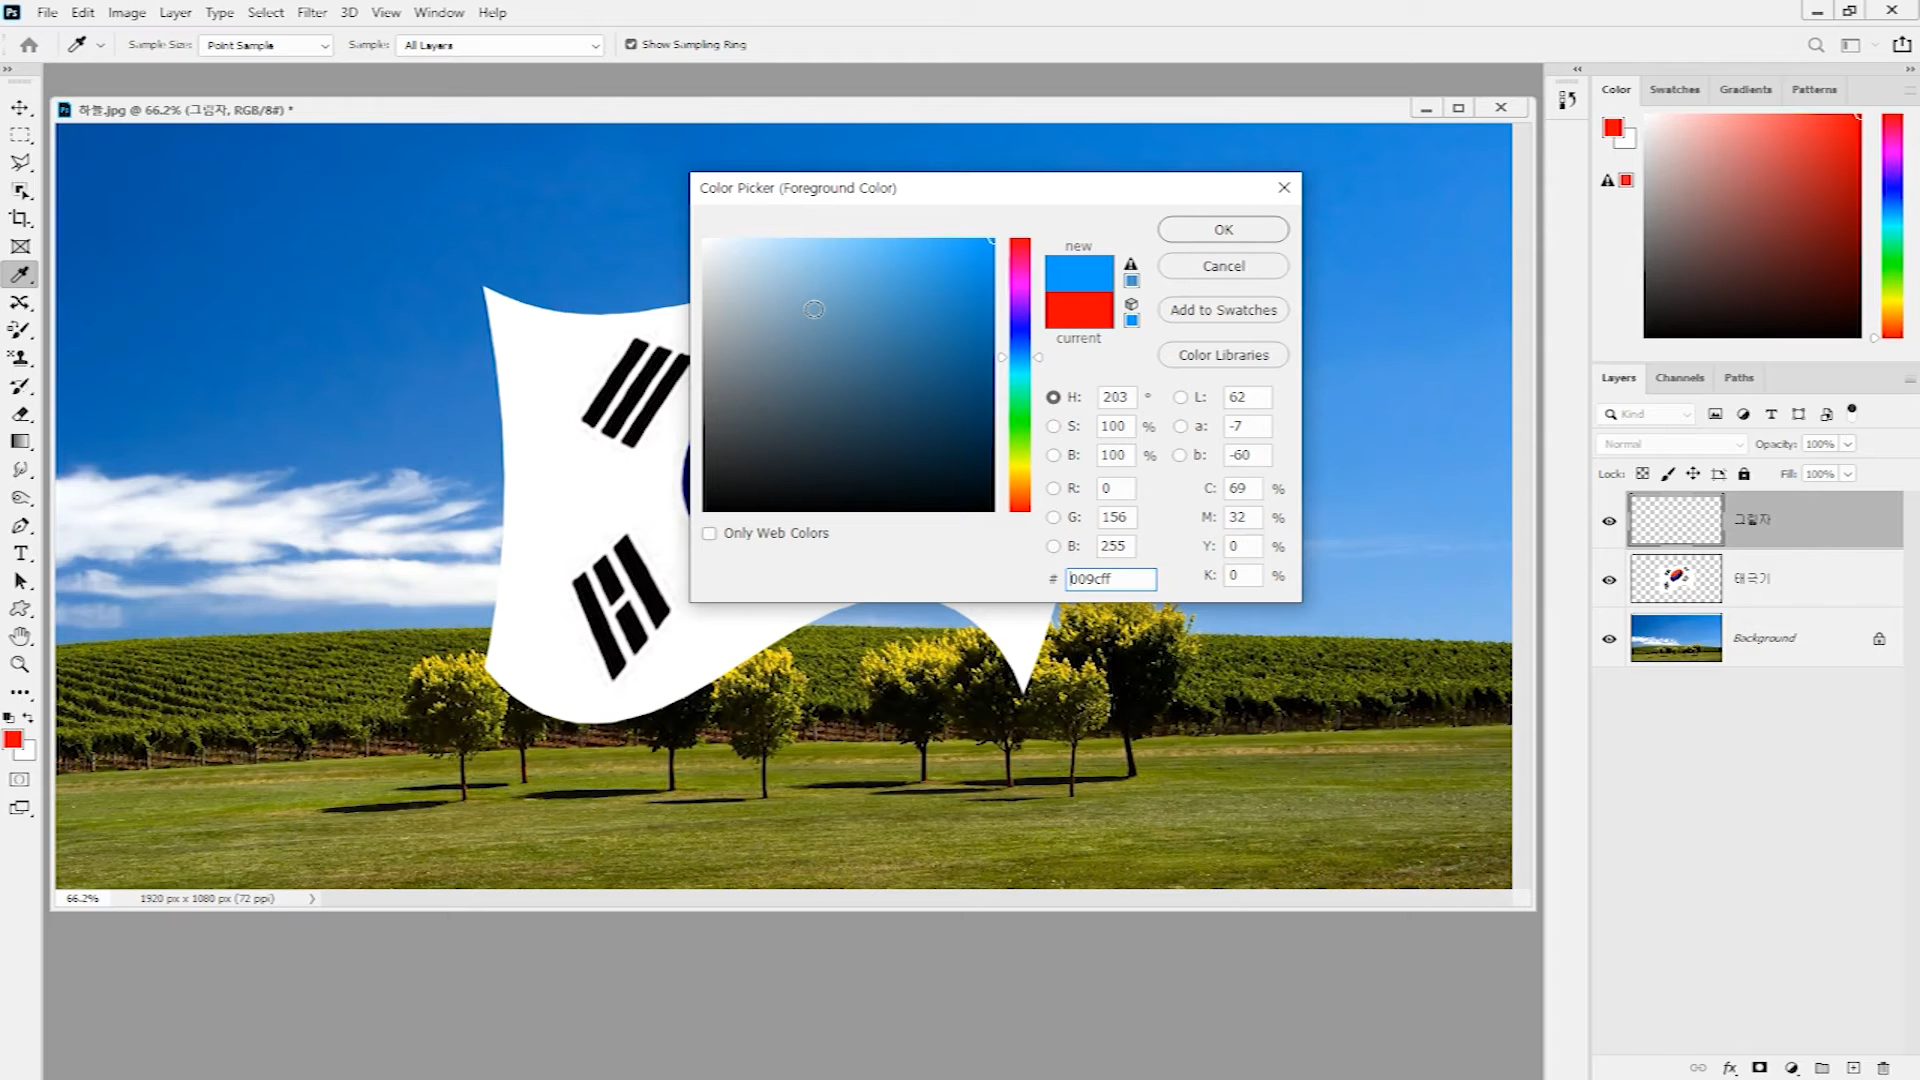 Ps File Edit Image Layer Type Select Filter 3D View Window Help
Sample Size: Point Sample Sample: All Layers Show Sampling Ring
Color Swatches Gradients Patterns
Ps 하늘.jpg @ 66.2% (그림자, RGB/8#) *
Color Picker (Foreground Color)
new
OK
Cancel
Add to Swatches
current
Color Libraries
H: 203 ° L: 62
S: 100 % a: -7
B: 100 % b: -60
R: 0 C: 69 %
G: 156 M: 32 %
B: 255 Y: 0 %
# 009cff K: 0 %
Only Web Colors
Layers Channels Paths
Kind
Normal Opacity: 100%
Lock: Fill: 100%
그림자
태극기
Background
66.2% 1920 px x 1080 px (72 ppi)